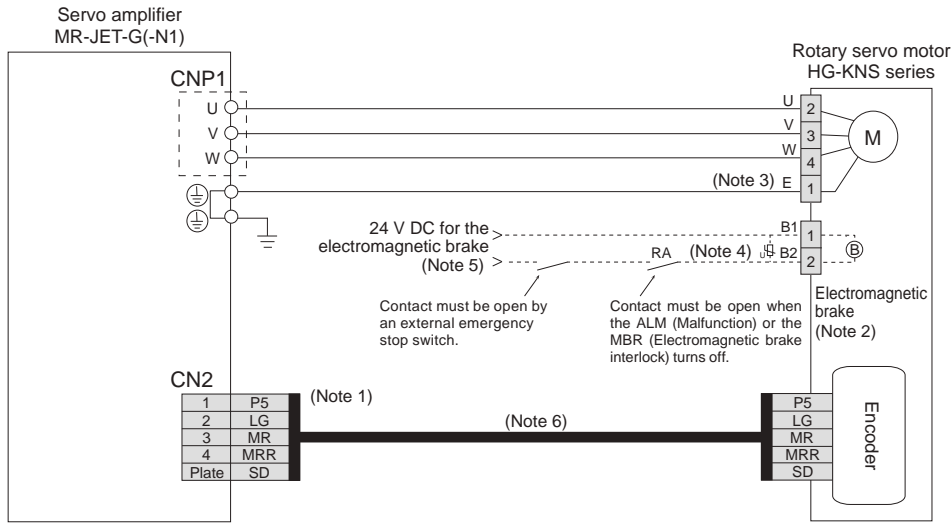 Servo amplifier
MR-JET-G(-N1)
Rotary servo motor
HG-KNS series
CNP1
U
V
W
U
2
V
3
W
4
(Note 3) E
1
M
24 V DC for the
electromagnetic brake
(Note 5)
RA
(Note 4)
B1
1
U
B2
2
B
Contact must be open by
an external emergency
stop switch.
Contact must be open when
the ALM (Malfunction) or the
MBR (Electromagnetic brake
interlock) turns off.
Electromagnetic
brake
(Note 2)
CN2
(Note 1)
(Note 6)
1 P5
2 LG
3 MR
4 MRR
Plate SD
P5
LG
MR
MRR
SD
Encoder